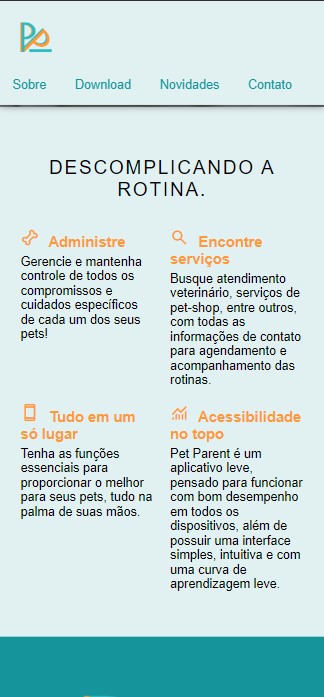 Sobre Download Novidades Contato
DESCOMPLICANDO A
ROTINA.
Administre
Gerencie e mantenha
controle de todos os
compromissos e
cuidados específicos
de cada um dos seus
pets!
Encontre
serviços
Busque atendimento
veterinário, serviços de
pet-shop, entre outros,
com todas as
informações de contato
para agendamento e
acompanhamento das
rotinas.
Tudo em um
só lugar
Tenha as funções
essenciais para
proporcionar o melhor
para seus pets, tudo na
palma de suas mãos.
Acessibilidade
no topo
Pet Parent é um
aplicativo leve,
pensado para funcionar
com bom desempenho
em todos os
dispositivos, além de
possuir uma interface
simples, intuitiva e com
uma curva de
aprendizagem leve.